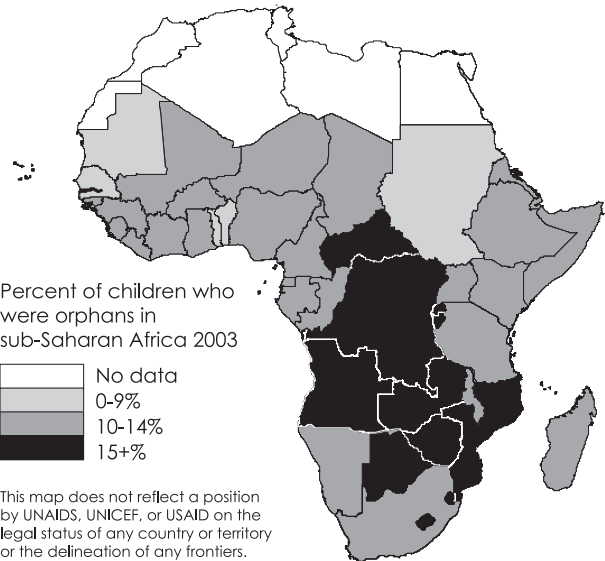 Percent of children who
were orphans in
sub-Saharan Africa 2003
No data
0-9%
10-14%
15+%
This map does not reflect a position
by UNAIDS, UNICEF, or USAID on the
legal status of any country or territory
or the delineation of any frontiers.